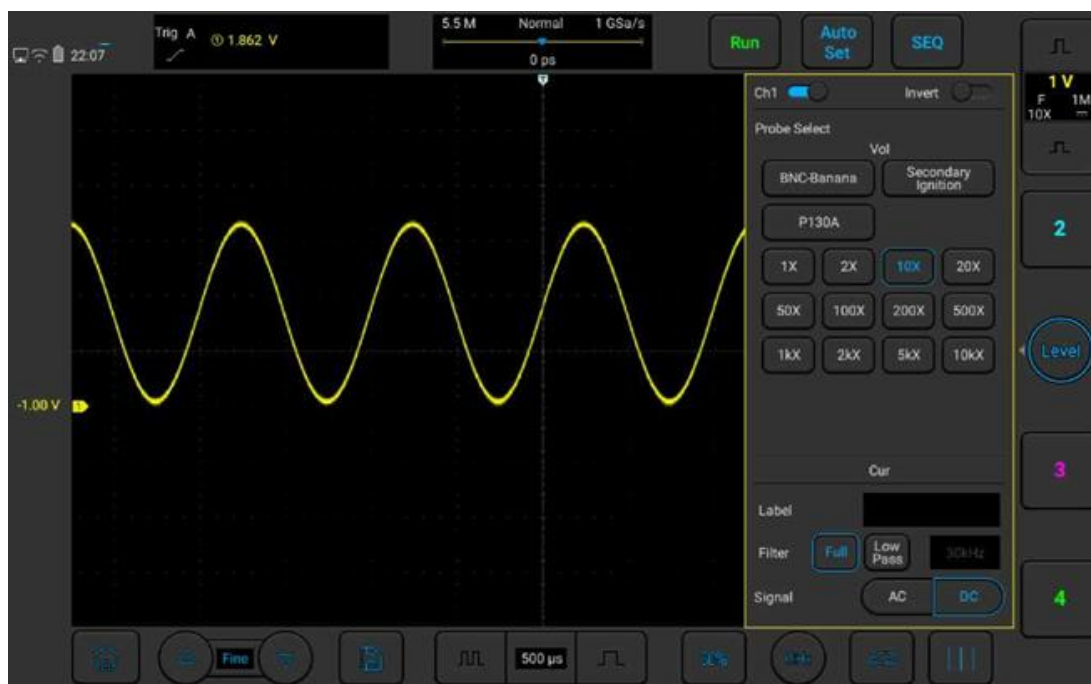 22:07
Trig A
① 1.862 V
5.5 M Normal 1 GSa/s
0 ps
T
Run
Auto
Set
SEQ
Ch1
Invert
Probe Select
Vol
BNC-Banana
Secondary
Ignition
P130A
1X 2X 10X 20X
50X 100X 200X 500X
1kX 2kX 5kX 10kX
Cur
Label
Filter Full Low
Pass 30kHz
Signal AC DC
1 V
F 1M
10X
2
Level
3
4
-1.00 V 1
Fine
500 µs
50%